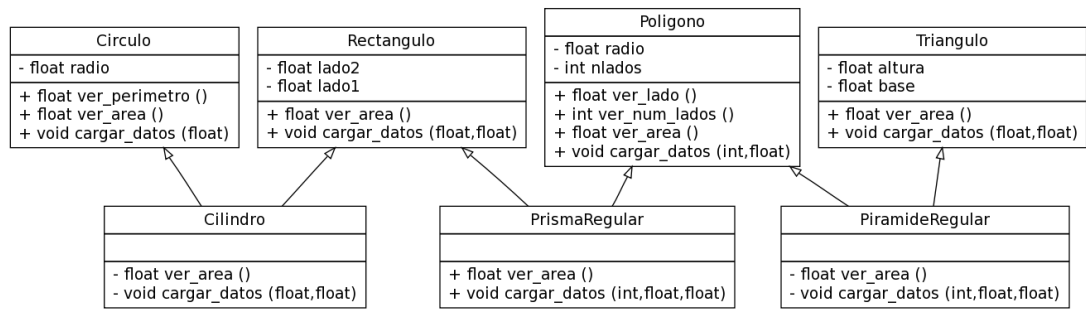 Circulo
- float radio
+ float ver_perimetro ()
+ float ver_area ()
+ void cargar_datos (float)
Rectangulo
- float lado2
- float lado1
+ float ver_area ()
+ void cargar_datos (float,float)
Poligono
- float radio
- int nlados
+ float ver_lado ()
+ int ver_num_lados ()
+ float ver_area ()
+ void cargar_datos (int,float)
Triangulo
- float altura
- float base
+ float ver_area ()
+ void cargar_datos (float,float)
Cilindro
- float ver_area ()
- void cargar_datos (float,float)
PrismaRegular
+ float ver_area ()
+ void cargar_datos (int,float,float)
PiramideRegular
- float ver_area ()
- void cargar_datos (int,float,float)